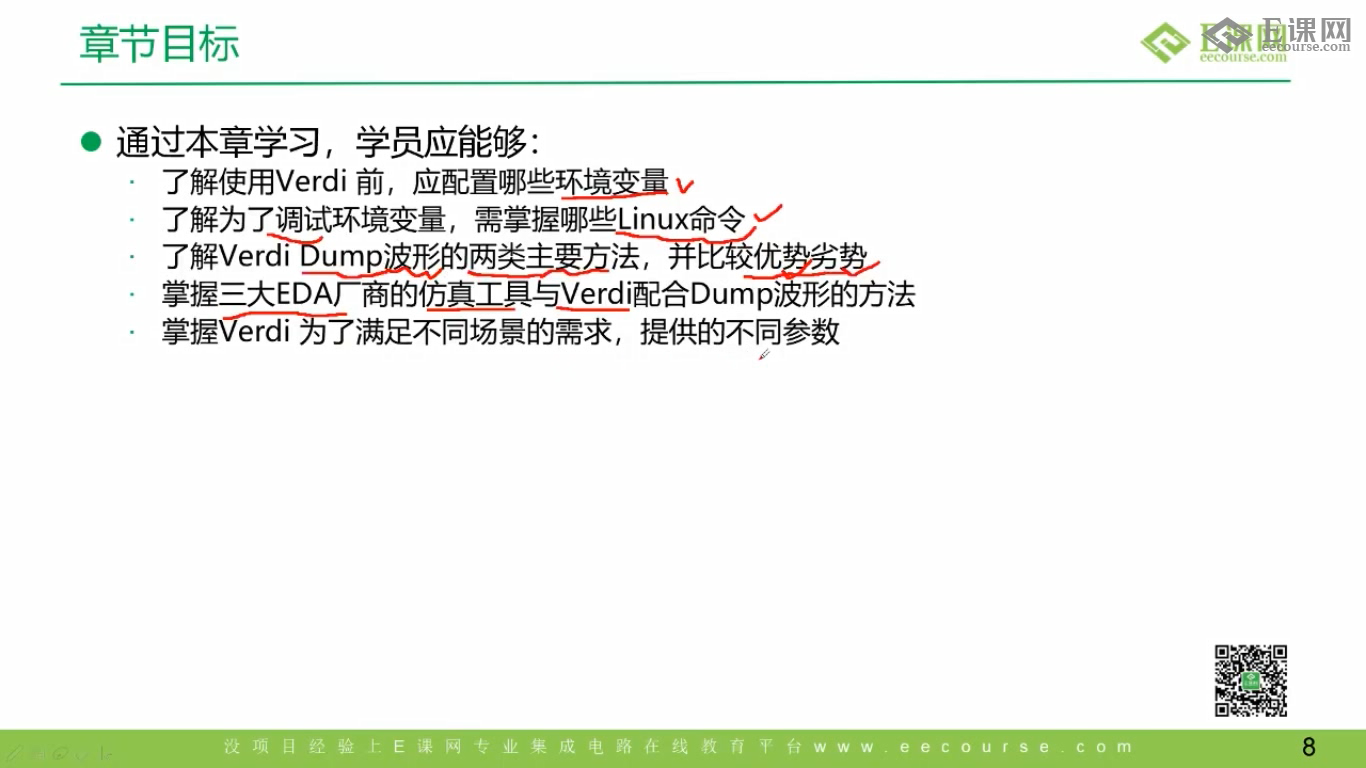 章节目标
E课网
eecourse.com
E课网
eecourse.com
● 通过本章学习，学员应能够：
· 了解使用Verdi 前，应配置哪些环境变量
· 了解为了调试环境变量，需掌握哪些Linux命令
· 了解Verdi Dump波形的两类主要方法，并比较优势劣势
· 掌握三大EDA厂商的仿真工具与Verdi配合Dump波形的方法
· 掌握Verdi 为了满足不同场景的需求，提供的不同参数
没项目经验上E课网专业集成电路在线教育平台www.eecourse.com
8